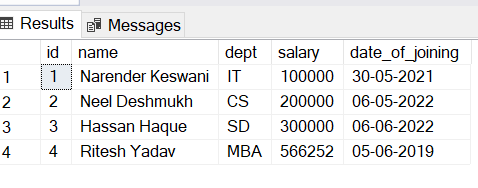 Results Messages
id name dept salary date_of_joining
1 1 Narender Keswani IT 100000 30-05-2021
2 2 Neel Deshmukh CS 200000 06-05-2022
3 3 Hassan Haque SD 300000 06-06-2022
4 4 Ritesh Yadav MBA 566252 05-06-2019